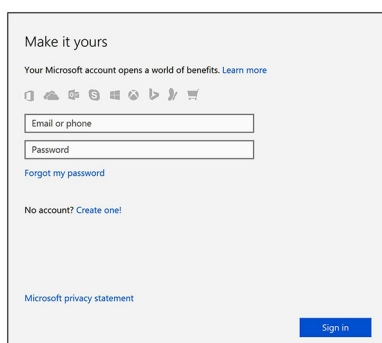 Make it yours
Your Microsoft account opens a world of benefits. Learn more
Email or phone
Password
Forgot my password
No account? Create one!
Microsoft privacy statement
Sign in